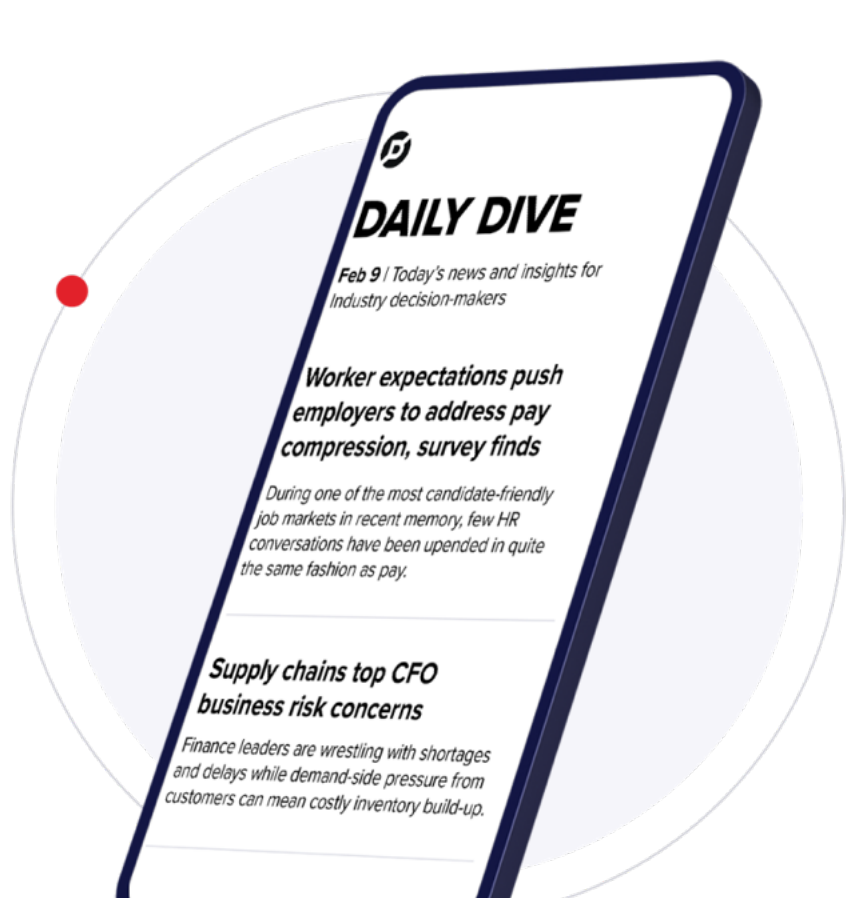 DAILY DIVE
Feb 9 | Today's news and insights for
Industry decision-makers
Worker expectations push
employers to address pay
compression, survey finds
During one of the most candidate-friendly
job markets in recent memory, few HR
conversations have been upended in quite
the same fashion as pay.
Supply chains top CFO
business risk concerns
Finance leaders are wrestling with shortages
and delays while demand-side pressure from
customers can mean costly inventory build-up.